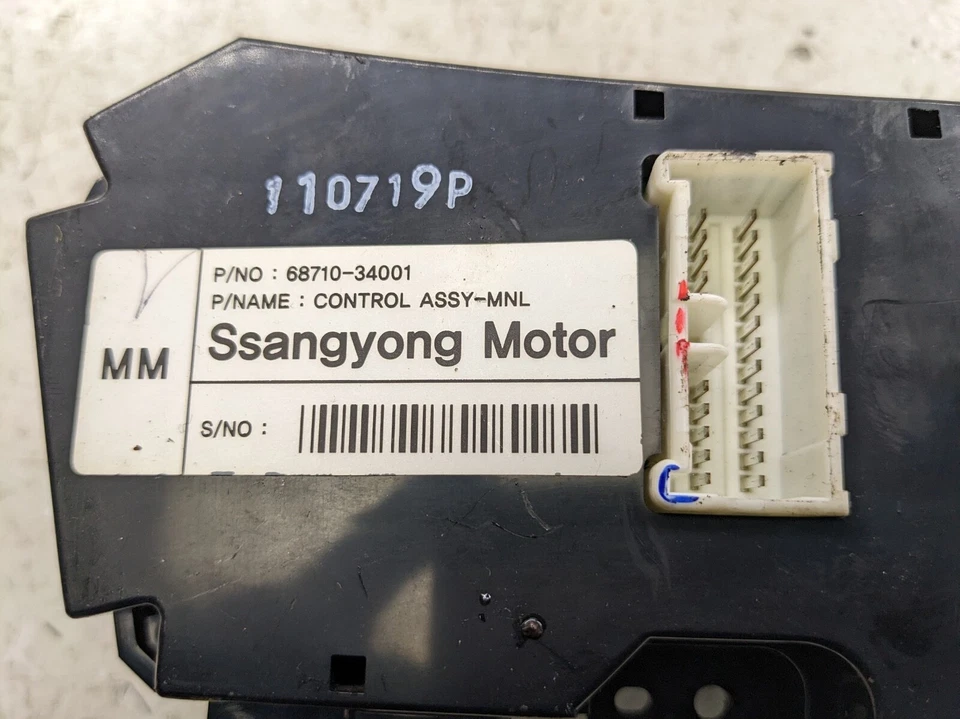 110719P
P/NO : 68710-34001
P/NAME : CONTROL ASSY-MNL
MM
Ssangyong Motor
S/NO :